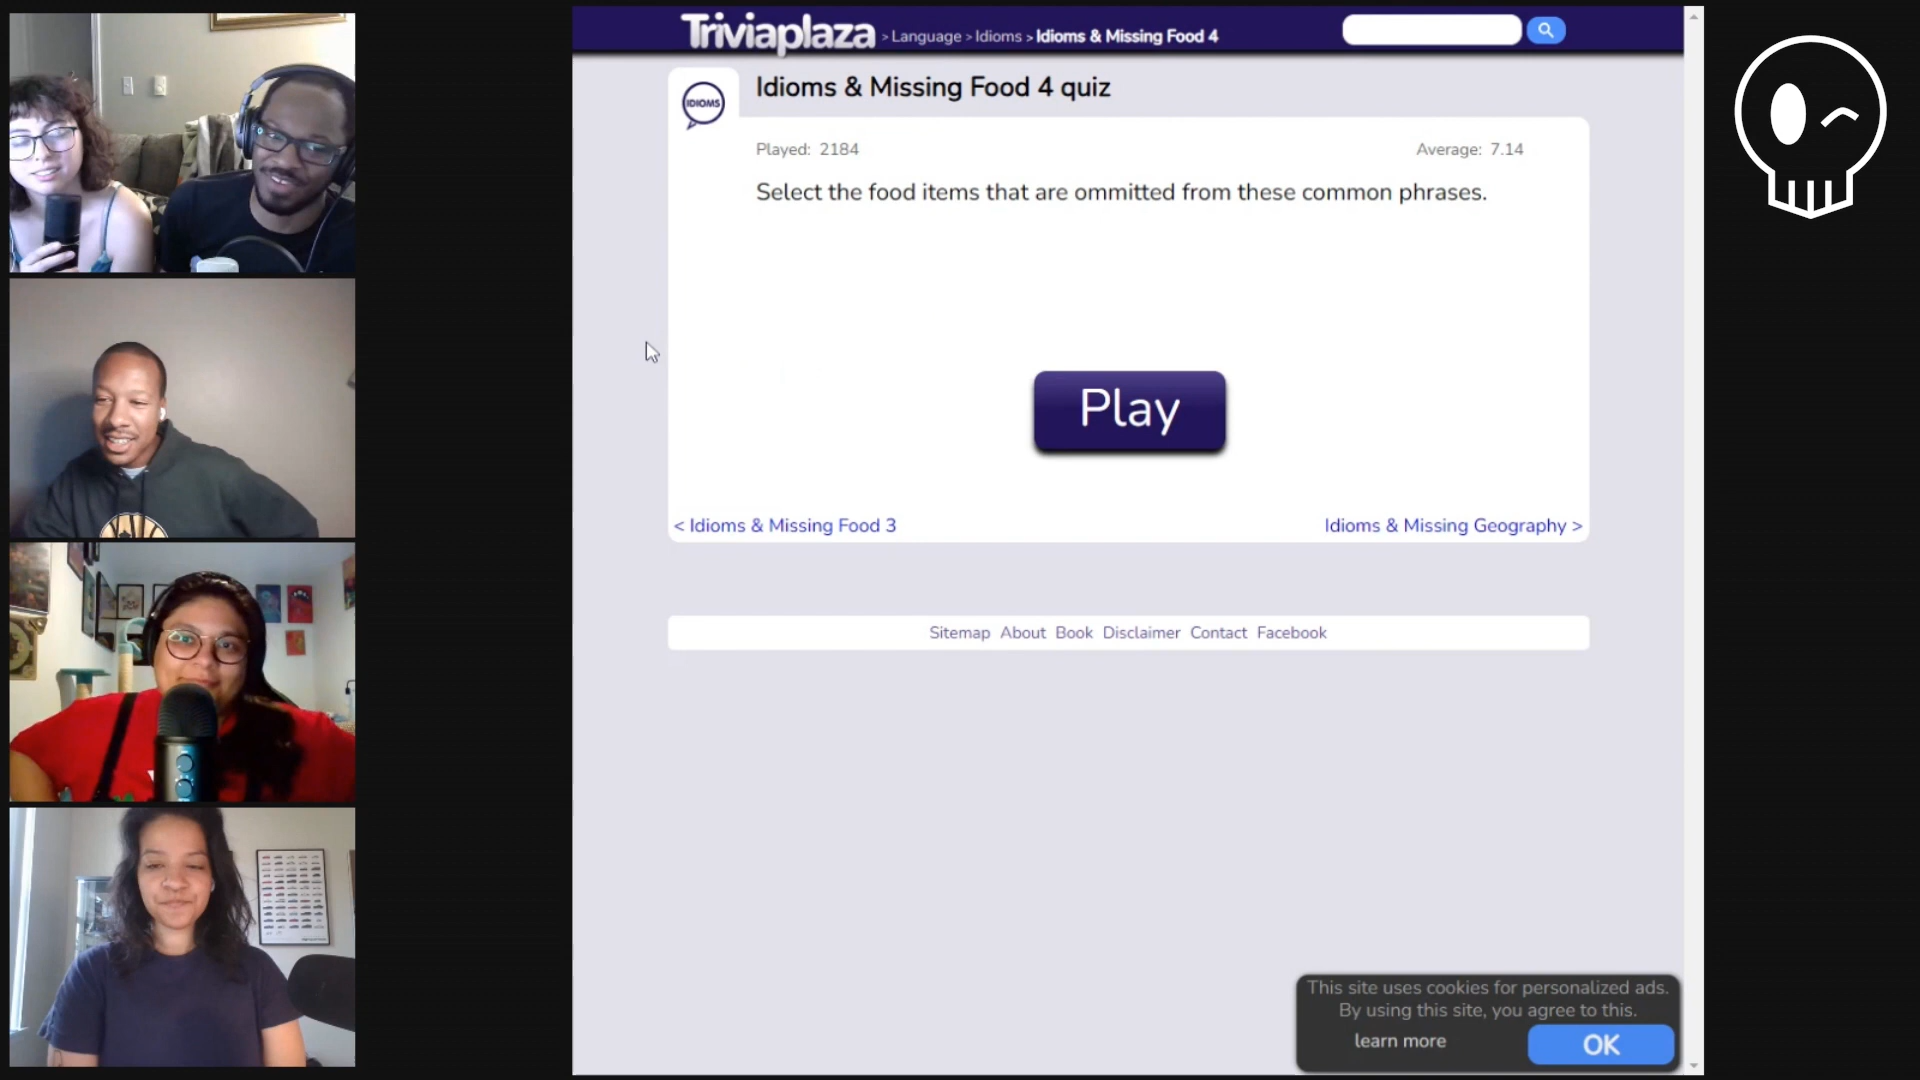 Triviaplaza > Language > Idioms > Idioms & Missing Food 4
IDIOMS
Idioms & Missing Food 4 quiz
Played: 2184
Average: 7.14
Select the food items that are ommitted from these common phrases.
Play
< Idioms & Missing Food 3
Idioms & Missing Geography >
Sitemap About Book Disclaimer Contact Facebook
This site uses cookies for personalized ads.
By using this site, you agree to this.
learn more
OK